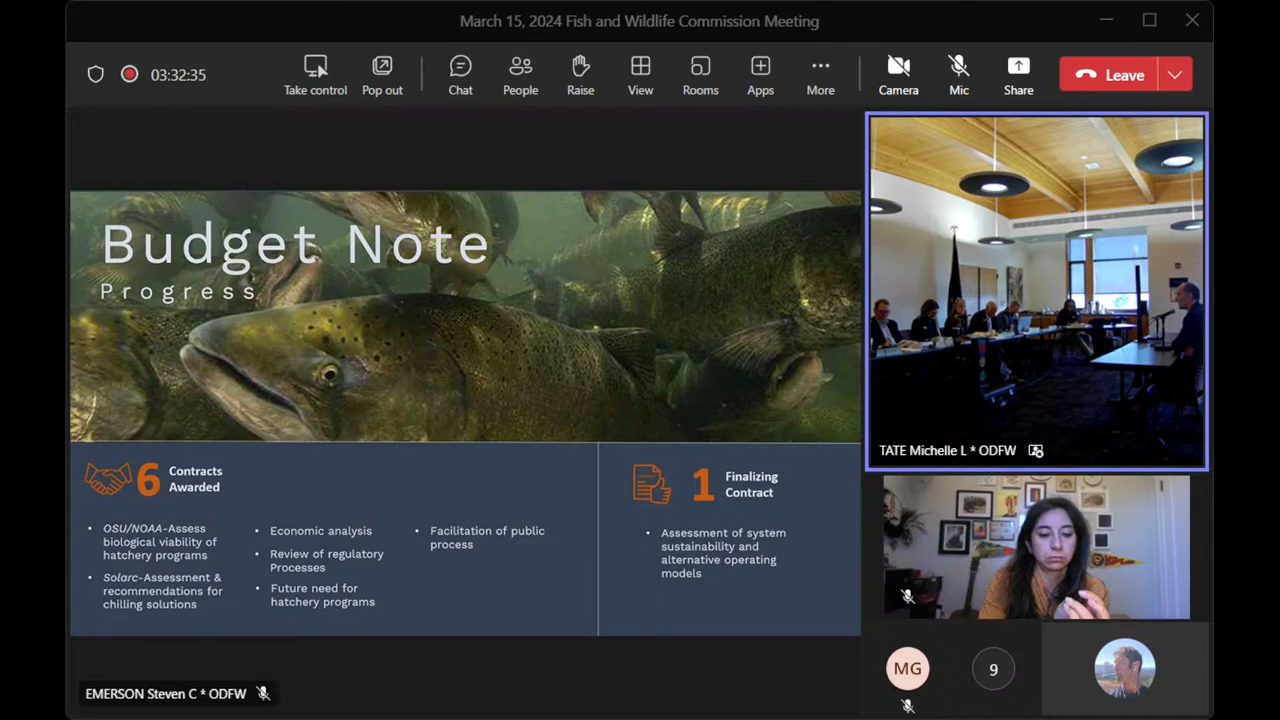 March 15, 2024 Fish and Wildlife Commission Meeting
03:32:35
Take control
Pop out
Chat
People
Raise
View
Rooms
Apps
More
Camera
Mic
Share
Leave
Budget Note
Progress
6
Contracts
Awarded
• OSU/NOAA-Assess
biological viability of
hatchery programs
• Solarc-Assessment &
recommendations for
chilling solutions
• Economic analysis
• Review of regulatory
Processes
• Future need for
hatchery programs
• Facilitation of public
process
1
Finalizing
Contract
• Assessment of system
sustainability and
alternative operating
models
TATE Michelle L * ODFW
MG
9
EMERSON Steven C * ODFW